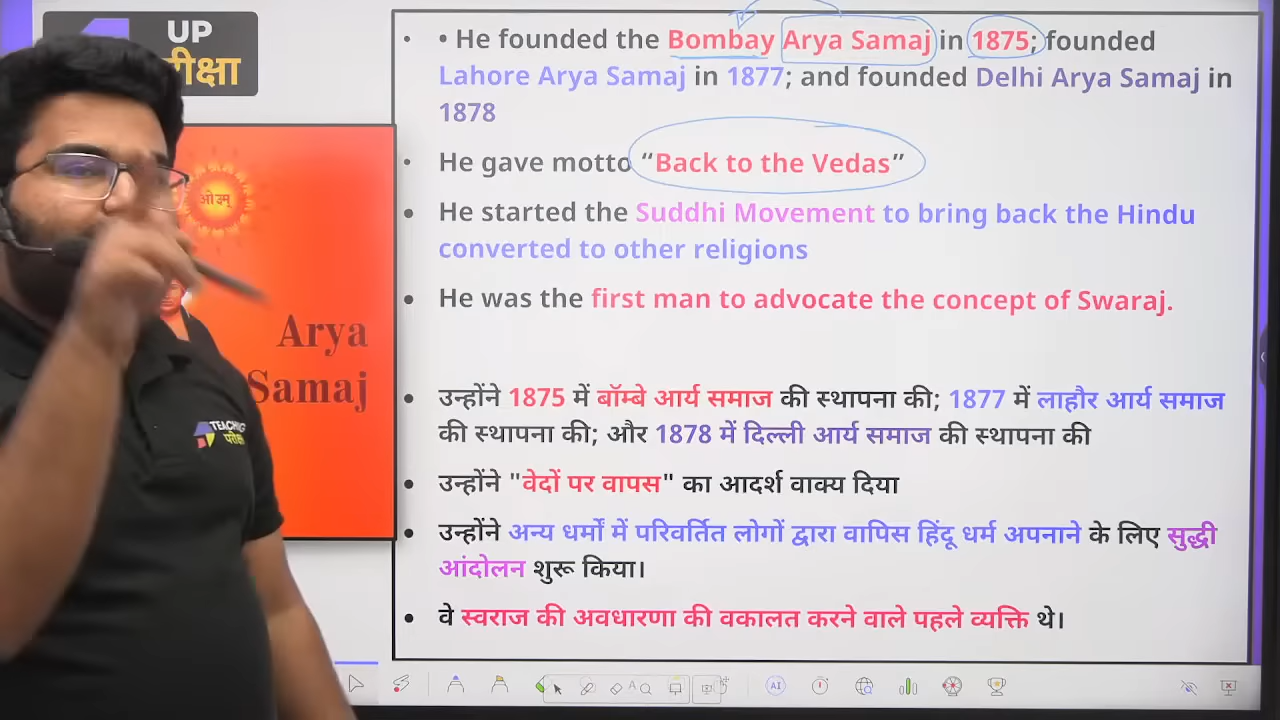 UP
रीक्षा
ओउम्
Arya
Samaj
TEACHING
परीक्षा
• • He founded the Bombay Arya Samaj in 1875; founded
Lahore Arya Samaj in 1877; and founded Delhi Arya Samaj in
1878
• He gave motto “Back to the Vedas”
• He started the Suddhi Movement to bring back the Hindu
converted to other religions
• He was the first man to advocate the concept of Swaraj.
• उन्होंने 1875 में बॉम्बे आर्य समाज की स्थापना की; 1877 में लाहौर आर्य समाज
की स्थापना की; और 1878 में दिल्ली आर्य समाज की स्थापना की
• उन्होंने "वेदों पर वापस" का आदर्श वाक्य दिया
• उन्होंने अन्य धर्मों में परिवर्तित लोगों द्वारा वापिस हिंदू धर्म अपनाने के लिए सुद्धी
आंदोलन शुरू किया।
• वे स्वराज की अवधारणा की वकालत करने वाले पहले व्यक्ति थे।
AI